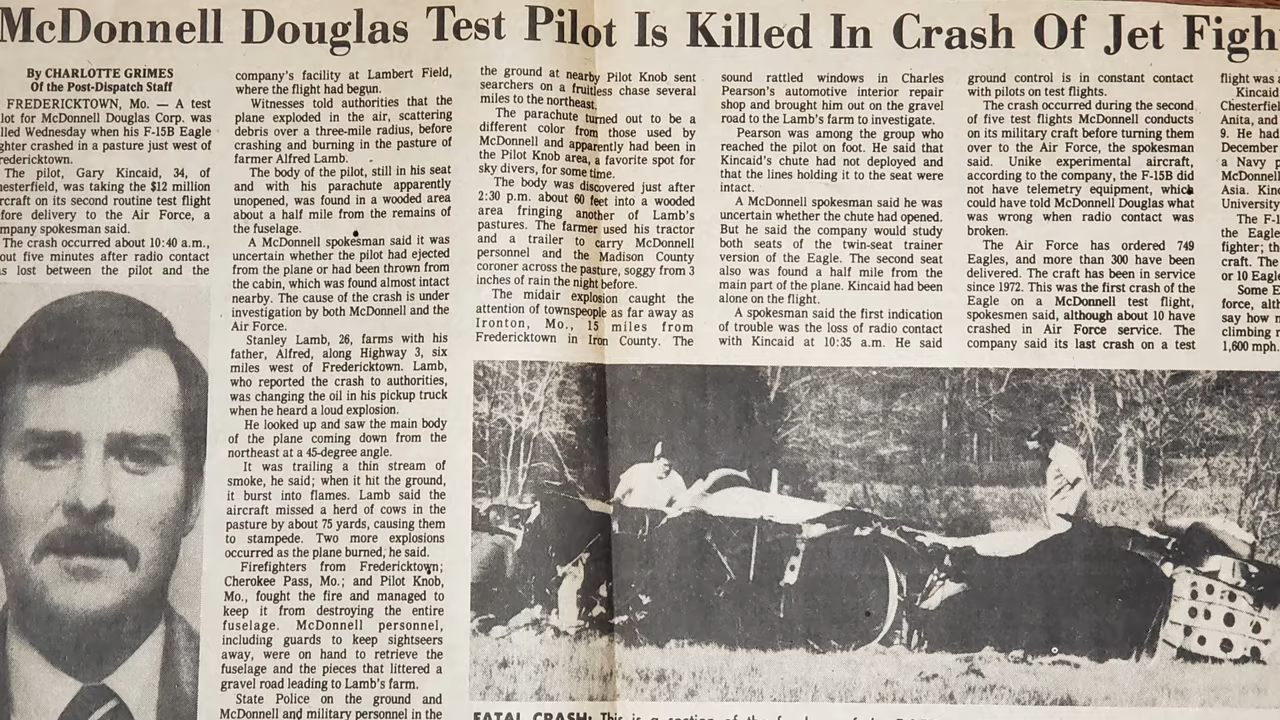 McDonnell Douglas Test Pilot Is Killed In Crash Of Jet Figh
By CHARLOTTE GRIMES
Of the Post-Dispatch Staff
FREDERICKTOWN, Mo. — A test
lot for McDonnell Douglas Corp. was
lled Wednesday when his F-15B Eagle
ghter crashed in a pasture just west of
redericktown.
The pilot, Gary Kincaid, 34, of
hesterfield, was taking the $12 million
rcraft on its second routine test flight
fore delivery to the Air Force, a
mpany spokesman said.
The crash occurred about 10:40 a.m.,
out five minutes after radio contact
as lost between the pilot and the
company's facility at Lambert Field,
where the flight had begun.
Witnesses told authorities that the
plane exploded in the air, scattering
debris over a three-mile radius, before
crashing and burning in the pasture of
farmer Alfred Lamb.
The body of the pilot, still in his seat
and with his parachute apparently
unopened, was found in a wooded area
about a half mile from the remains of
the fuselage.
A McDonnell spokesman said it was
uncertain whether the pilot had ejected
from the plane or had been thrown from
the cabin, which was found almost intact
nearby. The cause of the crash is under
investigation by both McDonnell and the
Air Force.
Stanley Lamb, 26, farms with his
father, Alfred, along Highway 3, six
miles west of Fredericktown. Lamb,
who reported the crash to authorities,
was changing the oil in his pickup truck
when he heard a loud explosion.
He looked up and saw the main body
of the plane coming down from the
northeast at a 45-degree angle.
It was trailing a thin stream of
smoke, he said; when it hit the ground,
it burst into flames. Lamb said the
aircraft missed a herd of cows in the
pasture by about 75 yards, causing them
to stampede. Two more explosions
occurred as the plane burned, he said.
Firefighters from Fredericktown;
Cherokee Pass, Mo.; and Pilot Knob,
Mo., fought the fire and managed to
keep it from destroying the entire
fuselage. McDonnell personnel,
including guards to keep sightseers
away, were on hand to retrieve the
fuselage and the pieces that littered a
gravel road leading to Lamb's farm.
State Police on the ground and
McDonnell and military personnel in the
the ground at nearby Pilot Knob sent
searchers on a fruitless chase several
miles to the northeast.
The parachute turned out to be a
different color from those used by
McDonnell and apparently had been in
the Pilot Knob area, a favorite spot for
sky divers, for some time.
The body was discovered just after
2:30 p.m. about 60 feet into a wooded
area fringing another of Lamb's
pastures. The farmer used his tractor
and a trailer to carry McDonnell
personnel and the Madison County
coroner across the pasture, soggy from 3
inches of rain the night before.
The midair explosion caught the
attention of townspeople as far away as
Ironton, Mo., 15 miles from
Fredericktown in Iron County. The
sound rattled windows in Charles
Pearson's automotive interior repair
shop and brought him out on the gravel
road to the Lamb's farm to investigate.
Pearson was among the group who
reached the pilot on foot. He said that
Kincaid's chute had not deployed and
that the lines holding it to the seat were
intact.
A McDonnell spokesman said he was
uncertain whether the chute had opened.
But he said the company would study
both seats of the twin-seat trainer
version of the Eagle. The second seat
also was found a half mile from the
main part of the plane. Kincaid had been
alone on the flight.
A spokesman said the first indication
of trouble was the loss of radio contact
with Kincaid at 10:35 a.m. He said
ground control is in constant contact
with pilots on test flights.
The crash occurred during the second
of five test flights McDonnell conducts
on its military craft before turning them
over to the Air Force, the spokesman
said. Unike experimental aircraft,
according to the company, the F-15B did
not have telemetry equipment, which
could have told McDonnell Douglas what
was wrong when radio contact was
broken.
The Air Force has ordered 749
Eagles, and more than 300 have been
delivered. The craft has been in service
since 1972. This was the first crash of the
Eagle on a McDonnell test flight,
spokesmen said, although about 10 have
crashed in Air Force service. The
company said its last crash on a test
flight was
Kincaid
Chesterfie
Anita, and
9. He had
December
a Navy p
McDonnell
Asia. Kin
University
The F-1
the Eagle
fighter; th
craft. The
or 10 Eagle
Some E
force, alt
say how n
climbing r
1,600 mph.
FATAL CRASH: This is a section of the